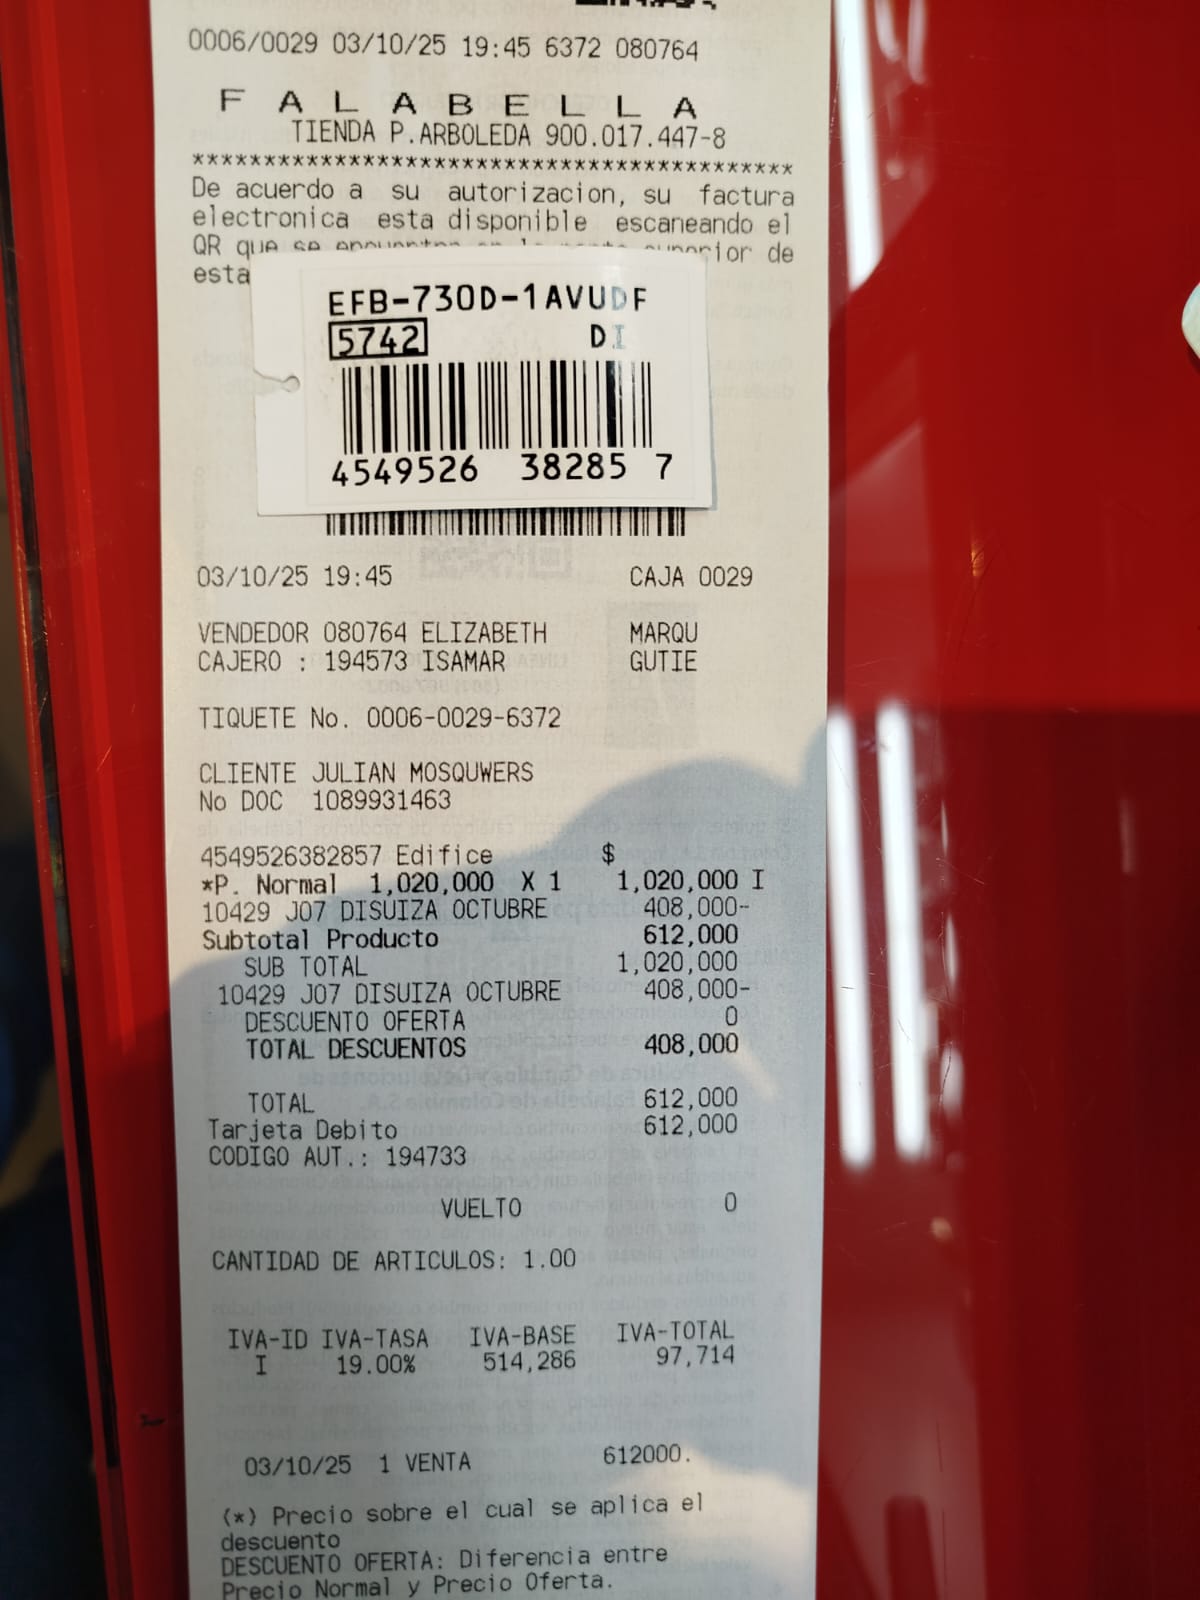 0006/0029 03/10/25 19:45 6372 080764
FALABELLA
TIENDA P.ARBOLEDA 900.017.447-8
******************************************
De acuerdo a su autorizacion, su factura
electronica esta disponible escaneando el
QR que se encuentra en la parte superior de
esta
EFB-730D-1AVUDF
5742 DI
4549526 38285 7
03/10/25 19:45 CAJA 0029
VENDEDOR 080764 ELIZABETH MARQU
CAJERO : 194573 ISAMAR GUTIE
TIQUETE No. 0006-0029-6372
CLIENTE JULIAN MOSQUWERS
No DOC 1089931463
4549526382857 Edifice $
*P. Normal 1,020,000 X 1 1,020,000 I
10429 J07 DISUIZA OCTUBRE 408,000-
Subtotal Producto 612,000
SUB TOTAL 1,020,000
10429 J07 DISUIZA OCTUBRE 408,000-
DESCUENTO OFERTA 0
TOTAL DESCUENTOS 408,000
TOTAL 612,000
Tarjeta Debito 612,000
CODIGO AUT.: 194733
VUELTO 0
CANTIDAD DE ARTICULOS: 1.00
IVA-ID IVA-TASA IVA-BASE IVA-TOTAL
I 19.00% 514,286 97,714
03/10/25 1 VENTA 612000.
(*) Precio sobre el cual se aplica el
descuento
DESCUENTO OFERTA: Diferencia entre
Precio Normal y Precio Oferta.